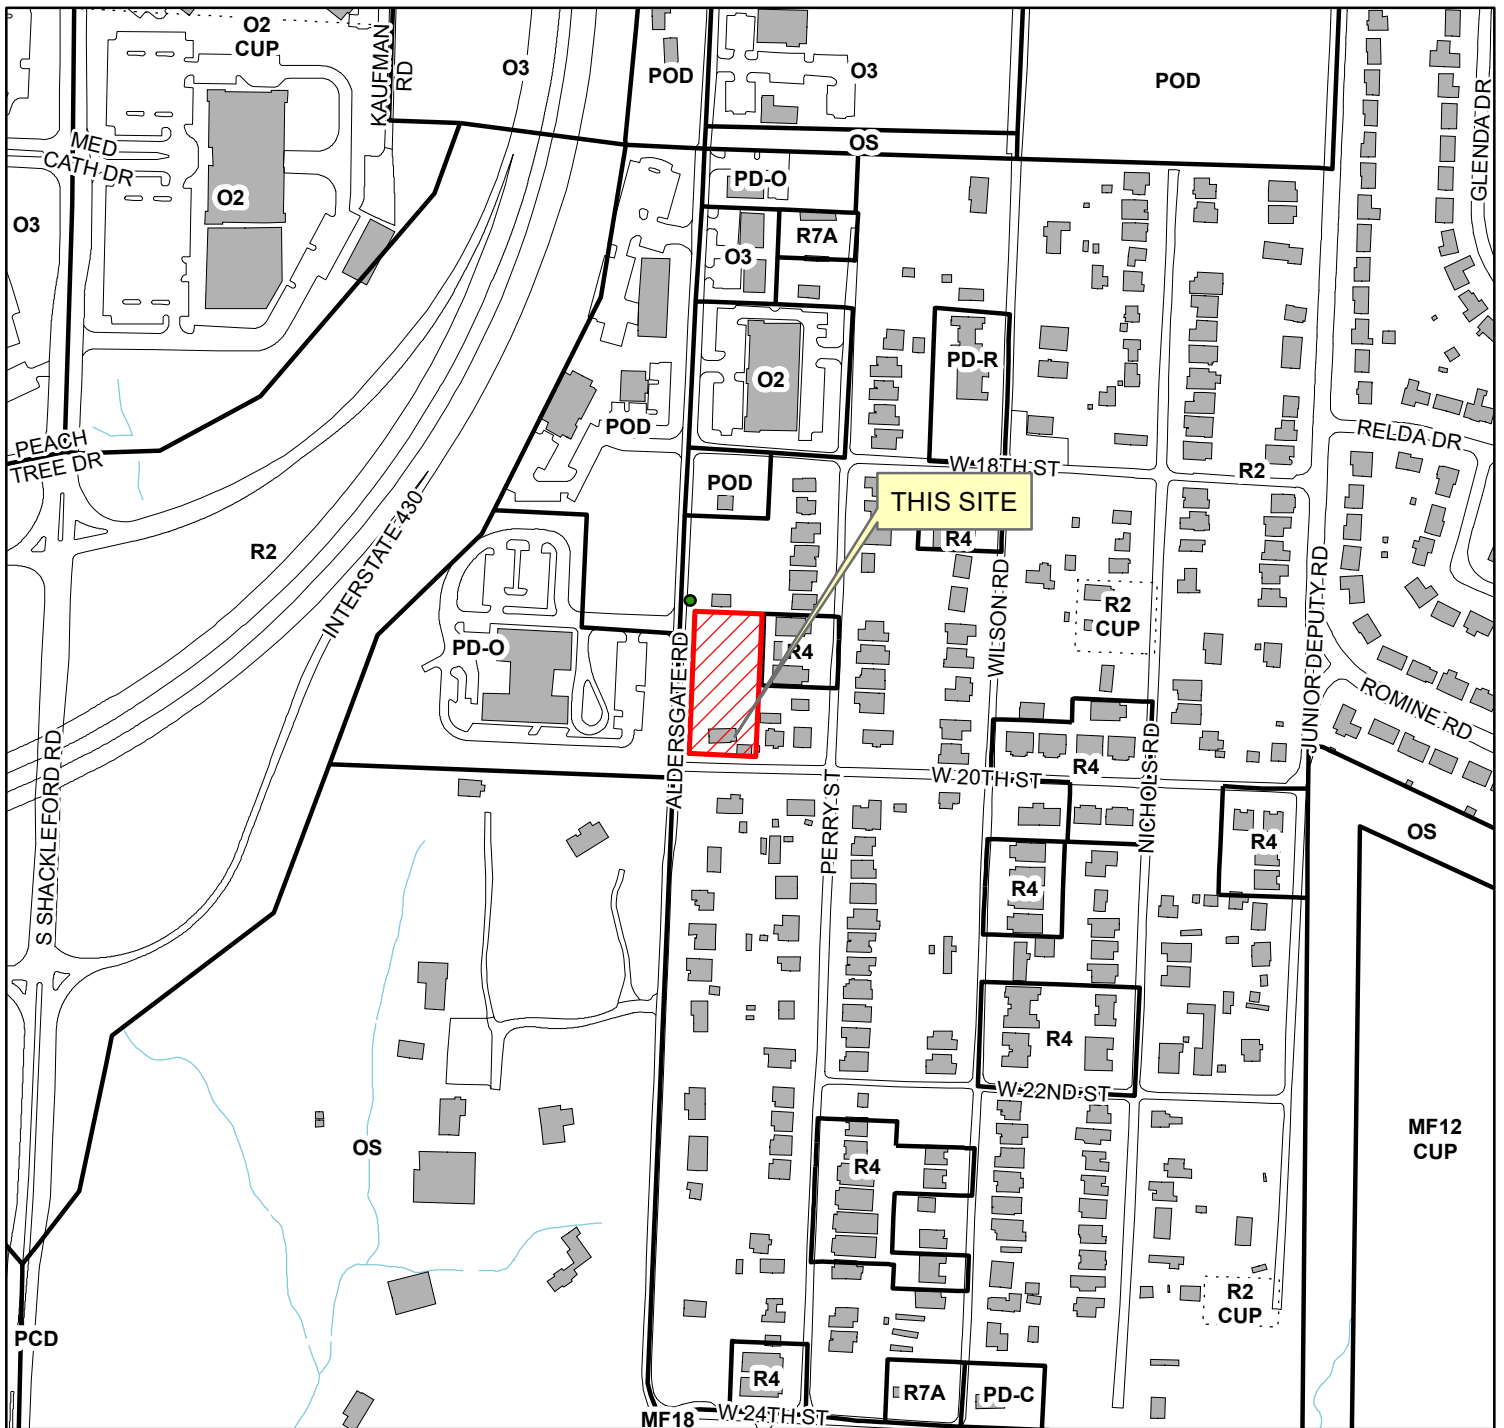 O2
CUP
KAUFMAN
RD
O3
POD
O3
POD
GLENDA DR
MED
CATH DR
OS
O2
PD-O
O3
R7A
O3
PD-R
O2
POD
PEACH
TREE DR
RELDA DR
W 18TH ST
R2
POD
THIS SITE
R4
INTERSTATE 430
R2
WILSON RD
JUNIOR DEPUTY RD
R2
CUP
PD-O
ALDERSGATE RD
R4
ROMINE RD
S SHACKLEFORD RD
NICHOLS RD
R4
W 20TH ST
PERRY ST
OS
R4
R4
R4
W 22ND ST
MF12
CUP
OS
R4
R2
CUP
PCD
R4
R7A
PD-C
MF18
W 24TH ST